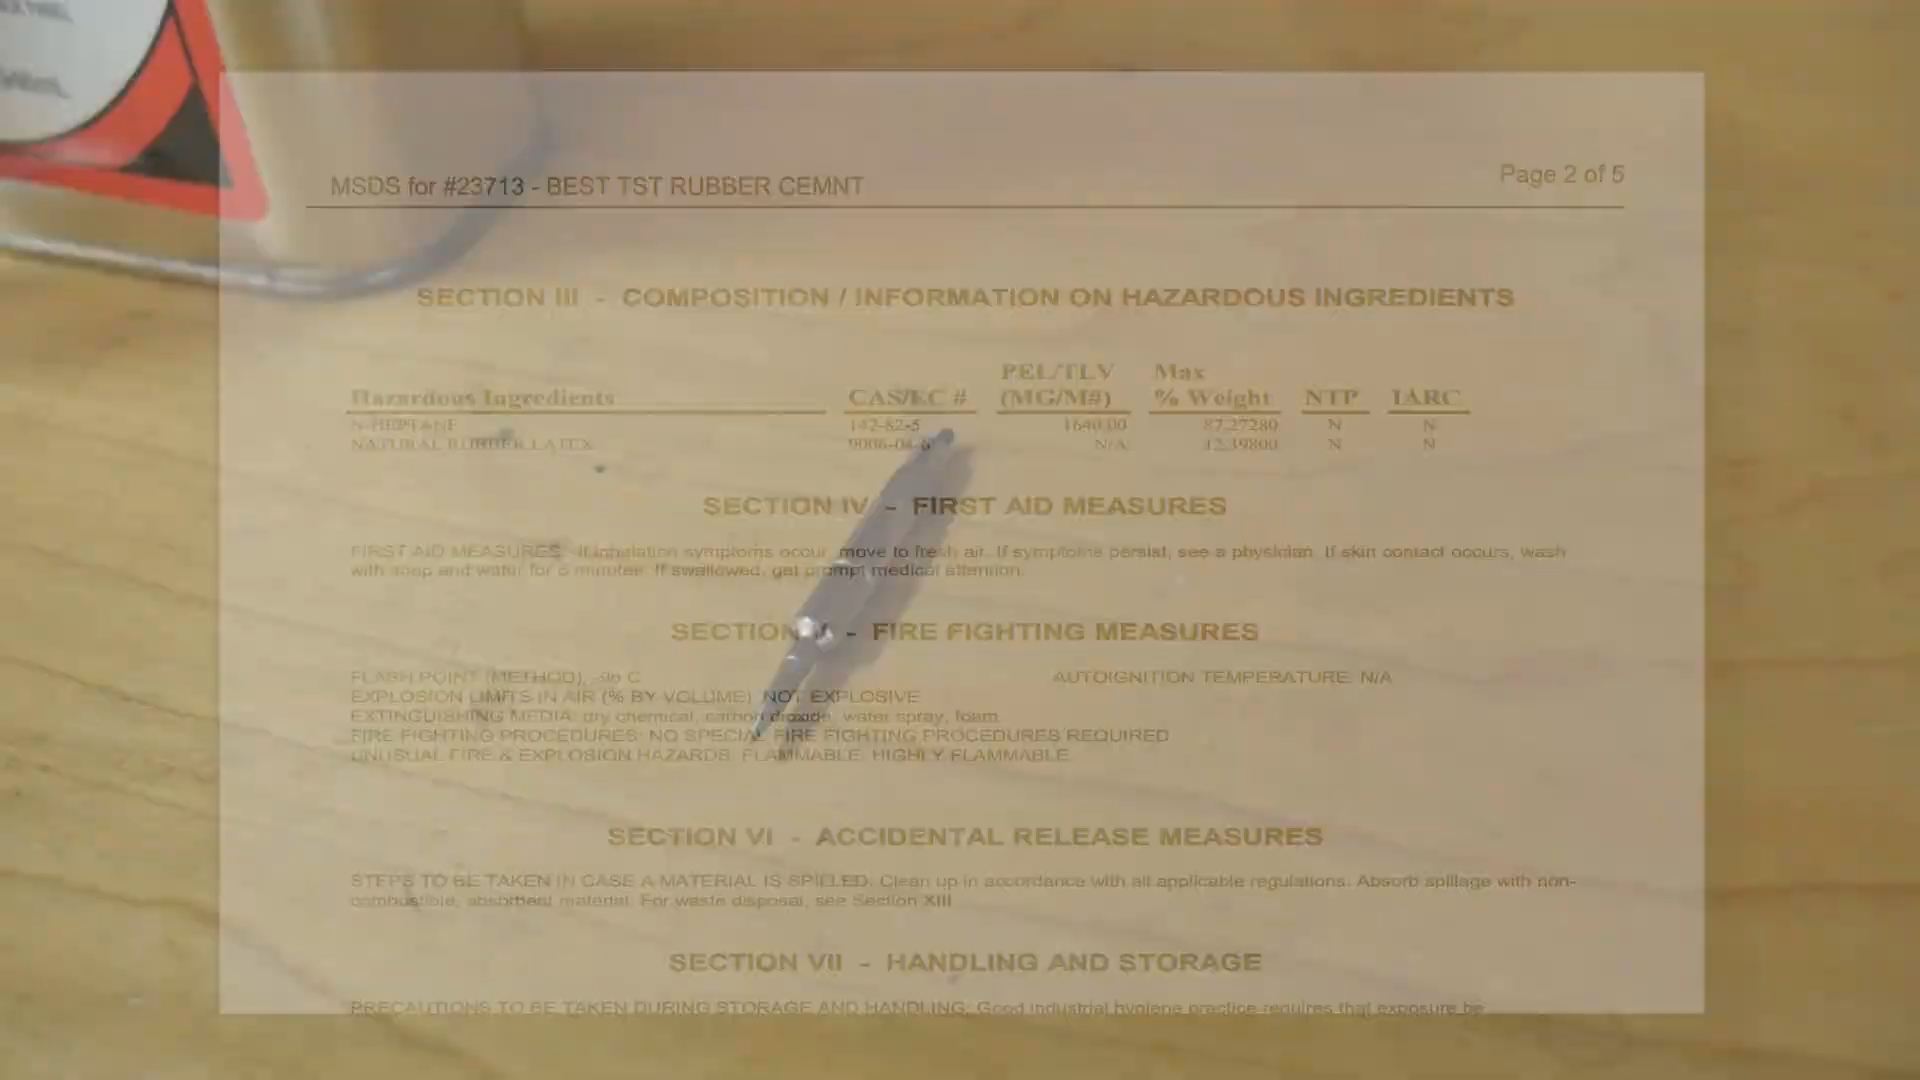 MSDS for #23713 - BEST TST RUBBER CEMNT
Page 2 of 5
SECTION III - COMPOSITION / INFORMATION ON HAZARDOUS INGREDIENTS
PEL/TLV Max
Hazardous Ingredients CAS/EC # (MG/M#) % Weight NTP IARC
N-HEPTANE 142-82-5 1640.00 87.27280 N N
NATURAL RUBBER LATEX 9006-04-6 N/A 12.39800 N N
SECTION IV - FIRST AID MEASURES
FIRST AID MEASURES: If inhalation symptoms occur, move to fresh air. If symptoms persist, see a physician. If skin contact occurs, wash
with soap and water for 5 minutes. If swallowed, get prompt medical attention.
SECTION V - FIRE FIGHTING MEASURES
FLASH POINT (METHOD), C AUTOIGNITION TEMPERATURE: N/A
EXPLOSION LIMITS IN AIR (% BY VOLUME) NOT EXPLOSIVE
EXTINGUISHING MEDIA: dry chemical, carbon dioxide, water spray, foam
FIRE FIGHTING PROCEDURES: NO SPECIAL FIRE FIGHTING PROCEDURES REQUIRED
UNUSUAL FIRE & EXPLOSION HAZARDS: FLAMMABLE. HIGHLY FLAMMABLE
SECTION VI - ACCIDENTAL RELEASE MEASURES
STEPS TO BE TAKEN IN CASE A MATERIAL IS SPILLED: Clean up in accordance with all applicable regulations. Absorb spillage with non-
combustible, absorbent material. For waste disposal, see Section XIII
SECTION VII - HANDLING AND STORAGE
PRECAUTIONS TO BE TAKEN DURING STORAGE AND HANDLING: Good industrial hygiene practice requires that exposure be